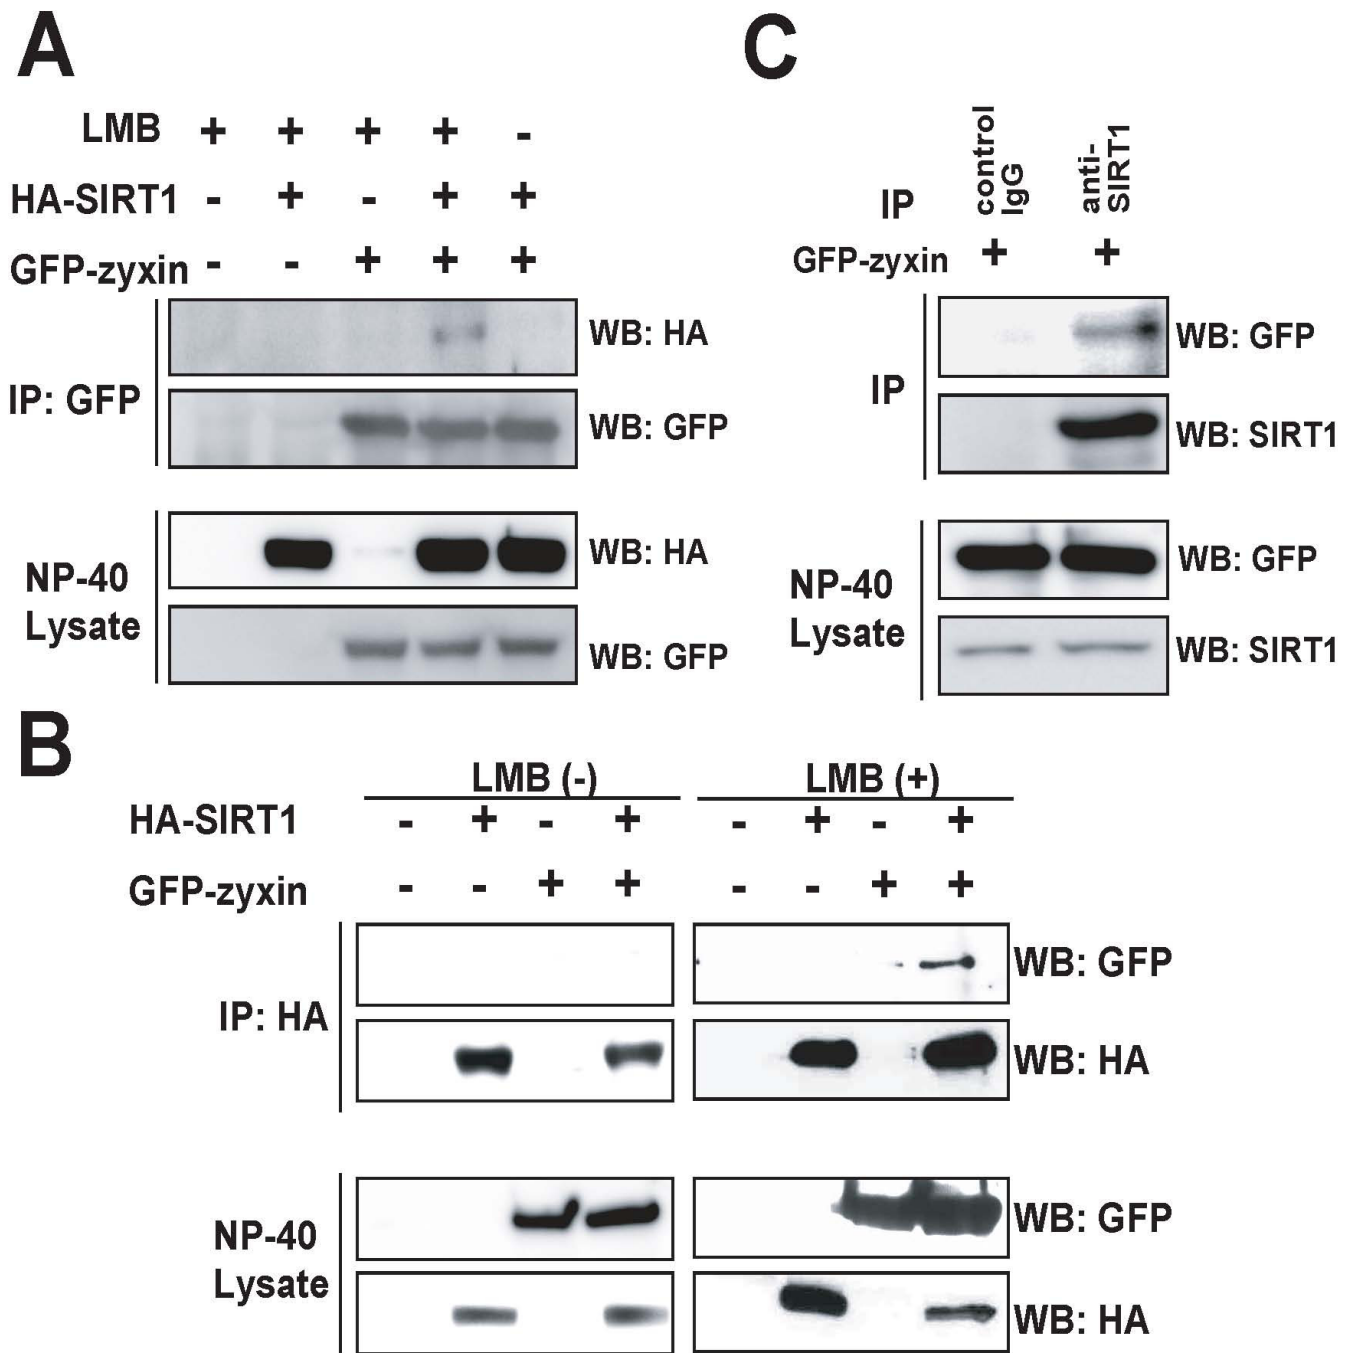 A
LMB + + + + -
HA-SIRT1 - + - + +
GFP-zyxin - - + + +
IP: GFP
WB: HA
WB: GFP
NP-40
Lysate
WB: HA
WB: GFP
C
IP
control
IgG
anti-
SIRT1
GFP-zyxin + +
IP
WB: GFP
WB: SIRT1
NP-40
Lysate
WB: GFP
WB: SIRT1
B
LMB (-) LMB (+)
HA-SIRT1 - + - + - + - +
GFP-zyxin - - + + - - + +
IP: HA
WB: GFP
WB: HA
NP-40
Lysate
WB: GFP
WB: HA